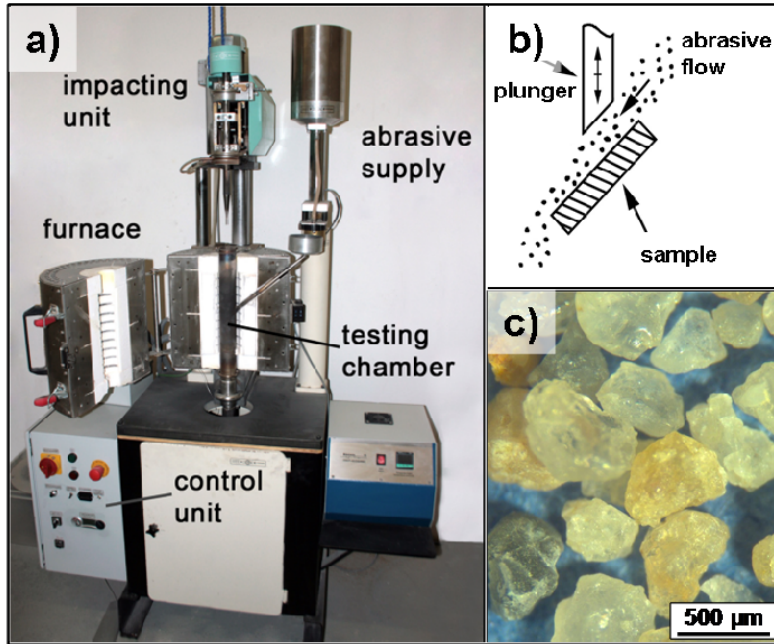 a)
impacting
unit
abrasive
supply
furnace
testing
chamber
control
unit
b)
abrasive
flow
plunger
sample
c)
500 µm